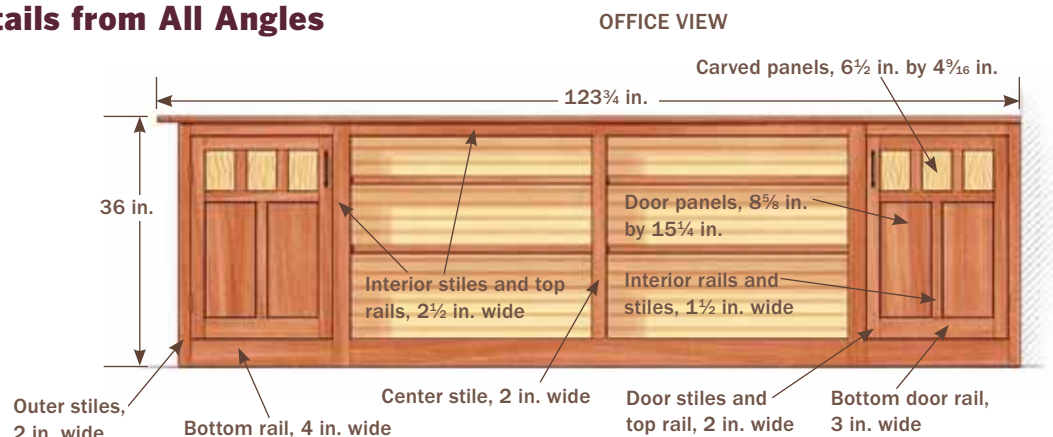 tails from All Angles
OFFICE VIEW
Carved panels, 6½ in. by 4⁹⁄₁₆ in.
123¾ in.
36 in.
Door panels, 8⅝ in.
by 15¼ in.
Interior stiles and top
rails, 2½ in. wide
Interior rails and
stiles, 1½ in. wide
Outer stiles,
2 in. wide
Bottom rail, 4 in. wide
Center stile, 2 in. wide
Door stiles and
top rail, 2 in. wide
Bottom door rail,
3 in. wide